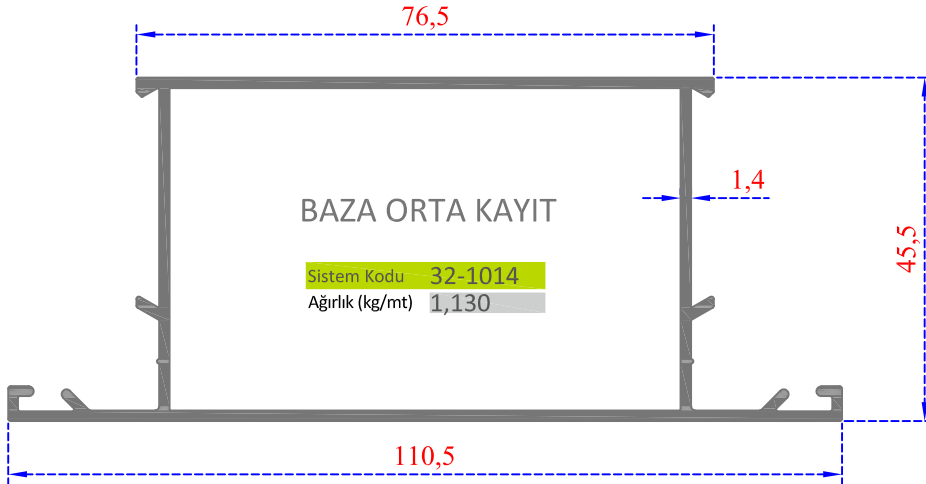 76,5
1,4
BAZA ORTA KAYIT
45,5
Sistem Kodu 32-1014
Ağırlık (kg/mt) 1,130
110,5